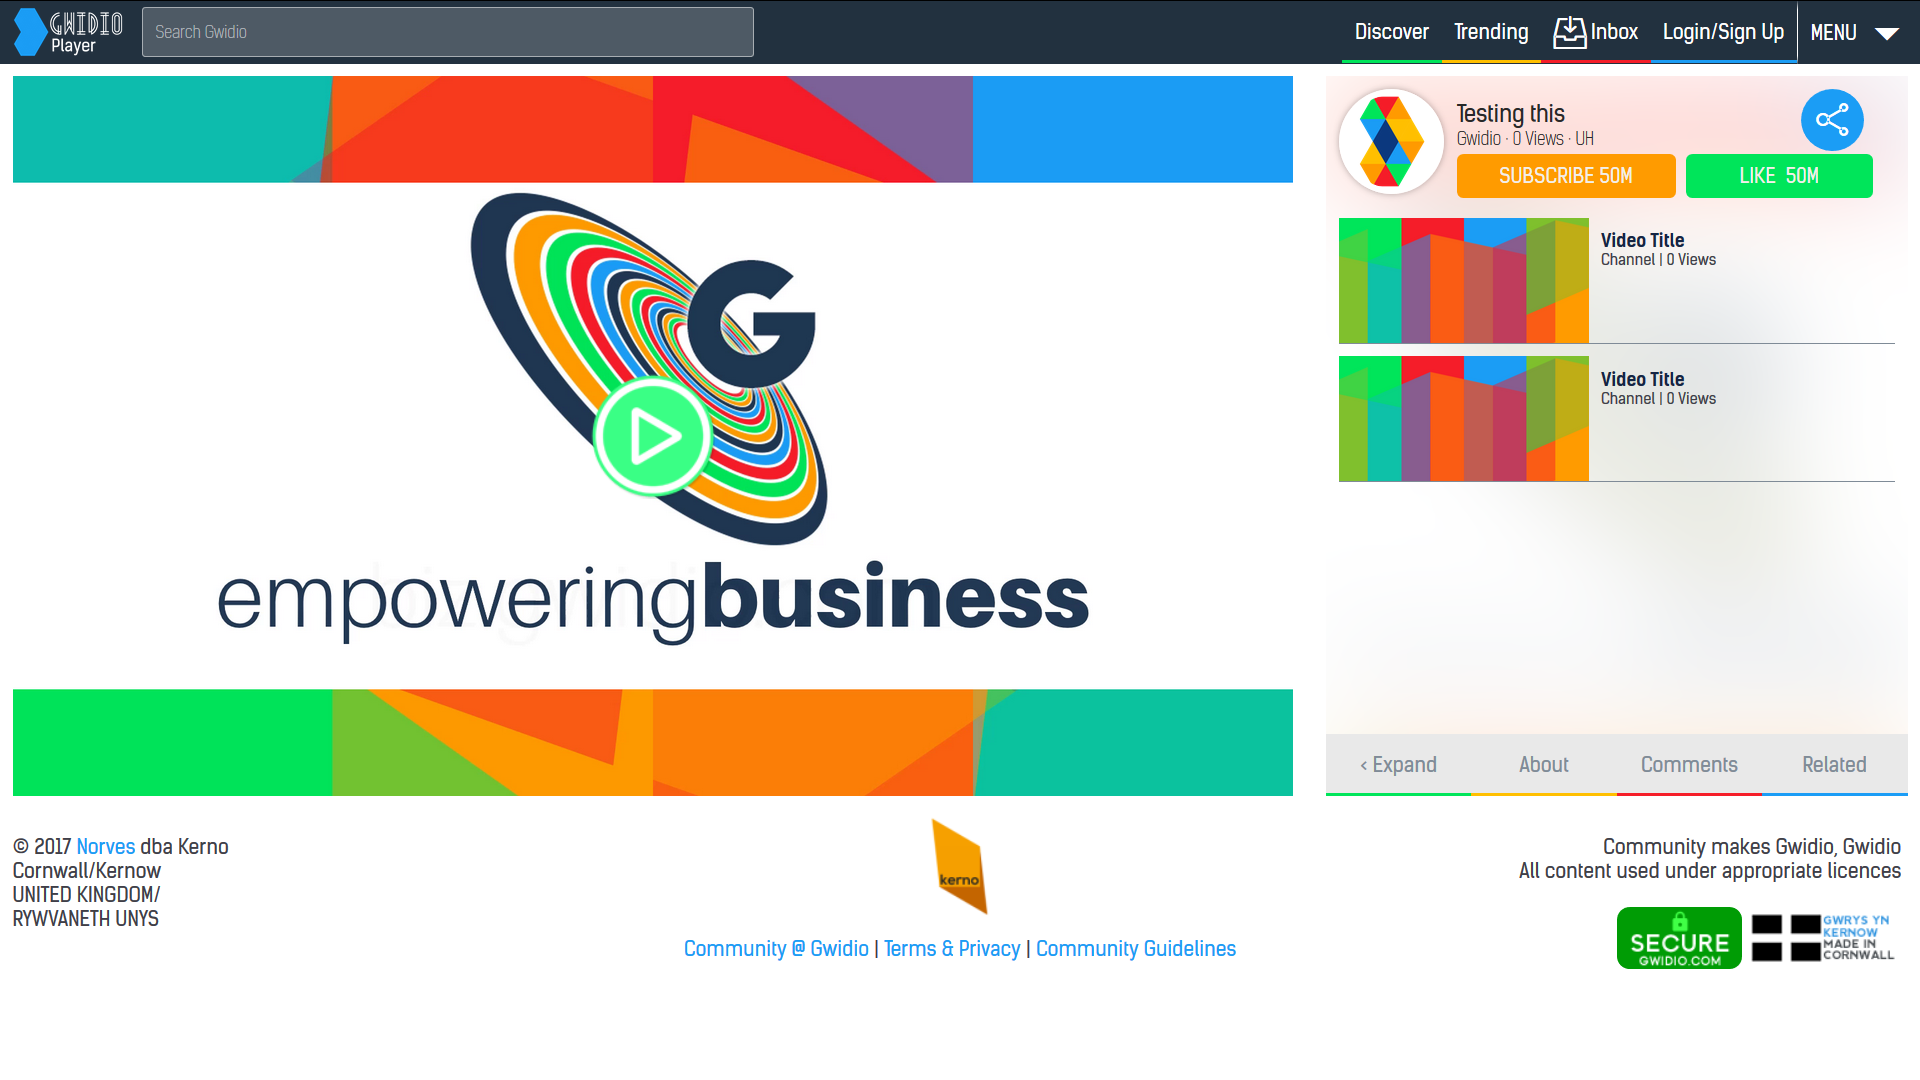 GWIDIO
Player
Search Gwidio
Discover
Trending
Inbox
Login/Sign Up
MENU
G
empoweringbusiness
Testing this
Gwidio · 0 Views · UH
SUBSCRIBE 50M
LIKE 50M
Video Title
Channel | 0 Views
Video Title
Channel | 0 Views
‹ Expand
About
Comments
Related
© 2017 Norves dba Kerno
Cornwall/Kernow
UNITED KINGDOM/
RYWVANETH UNYS
kerno
Community @ Gwidio | Terms & Privacy | Community Guidelines
Community makes Gwidio, Gwidio
All content used under appropriate licences
SECURE
GWIDIO.COM
GWRYS YN
KERNOW
MADE IN
CORNWALL